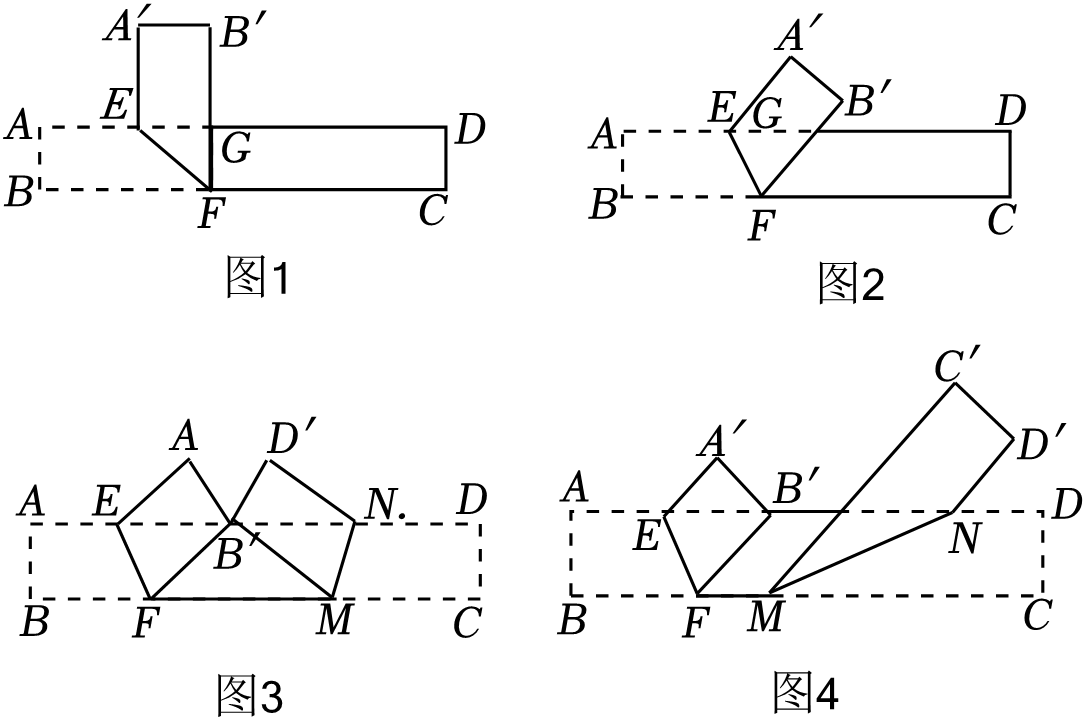 A′ B′
A E G D
B F C
图1
A′
E G B′ D
A
B F C
图2
A D′
A E N. D
B′
B F M C
图3
C′
A′ D′
A B′ D
E N
B F M C
图4